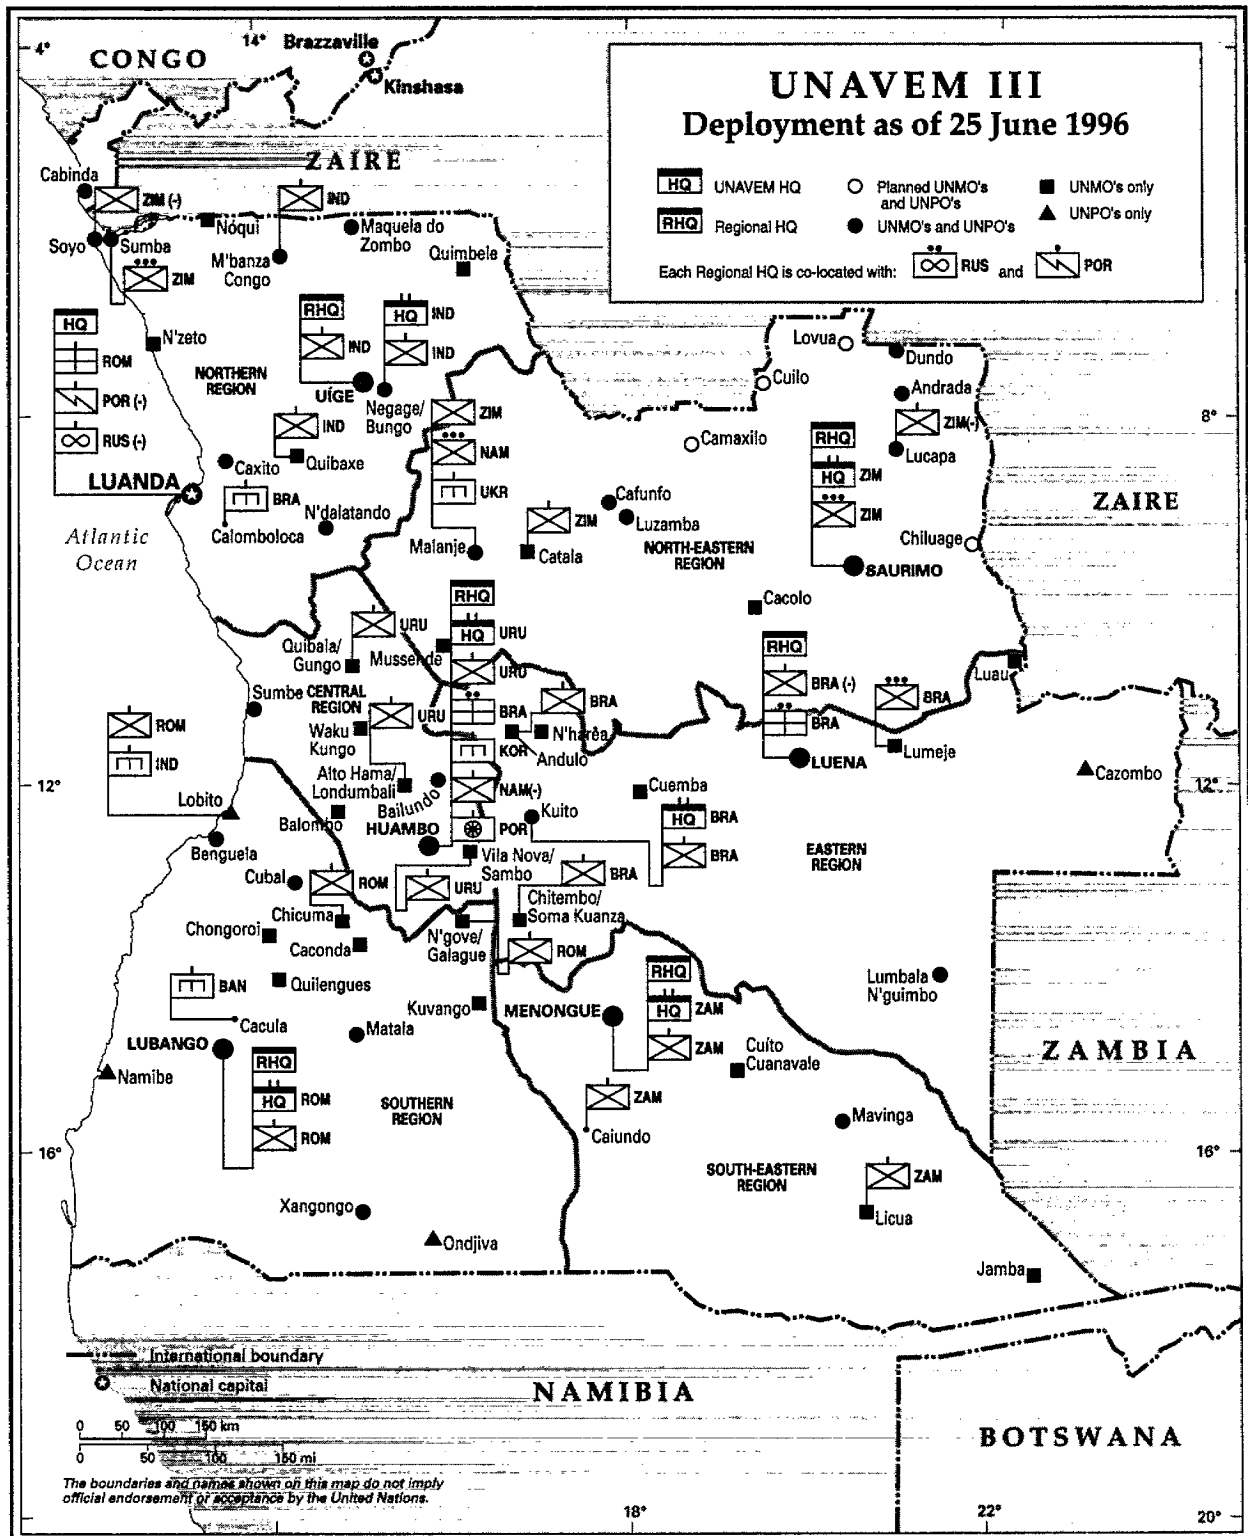 4°
14°
Brazzaville
CONGO
Kinshasa
UNAVEM III
Deployment as of 25 June 1996
HQ
UNAVEM HQ
Planned UNMO's
and UNPO's
UNMO's only
RHQ
Regional HQ
UNMO's and UNPO's
UNPO's only
Each Regional HQ is co-located with:
RUS
and
POR
ZAIRE
Cabinda
ZIM (-)
IND
Nóqui
Maquela do
Zombo
Soyo
Sumba
M'banza
Congo
Quimbele
ZIM
HQ
ROM
POR (-)
RUS (-)
N'zeto
RHQ
IND
HQ
IND
IND
NORTHERN
REGION
UÍGE
Negage/
Bungo
Lovua
Dundo
Cuilo
Andrada
ZIM(-)
Lucapa
8°
IND
Quibaxe
ZIM
NAM
UKR
Camaxilo
RHQ
HQ
ZIM
ZIM
Caxito
LUANDA
BRA
Calomboloca
N'dalatando
Malanje
ZIM
Catala
Cafunfo
Luzamba
ZAIRE
Atlantic
Ocean
NORTH-EASTERN
REGION
Chiluage
SAURIMO
Cacolo
RHQ
HQ
URU
URU
BRA
KOR
NAM(-)
POR
URU
Quibala/
Gungo
Mussende
RHQ
BRA (-)
BRA
BRA
Luau
Sumbe
CENTRAL
REGION
Waku
Kungo
URU
BRA
N'harêa
Andulo
Lumeje
LUENA
Cazombo
ROM
IND
Alto Hama/
Londumbali
Bailundo
12°
12°
Lobito
Balombo
HUAMBO
Kuito
Cuemba
HQ
BRA
BRA
Benguela
Vila Nova/
Sambo
EASTERN
REGION
Cubal
ROM
URU
BRA
Chicuma
Chitembo/
Soma Kuanza
Chongoroi
Caconda
N'gove/
Galague
ROM
BAN
Quilengues
Kuvango
MENONGUE
RHQ
HQ
ZAM
ZAM
Lumbala
N'guimbo
Cacula
LUBANGO
Matala
Cuíto
Cuanavale
ZAMBIA
Namibe
RHQ
HQ
ROM
ROM
SOUTHERN
REGION
ZAM
Caiundo
Mavinga
16°
16°
SOUTH-EASTERN
REGION
ZAM
Licua
Xangongo
Ondjiva
Jamba
International boundary
National capital
NAMIBIA
BOTSWANA
0 50 100 150 km
0 50 100 150 mi
The boundaries and names shown on this map do not imply
official endorsement or acceptance by the United Nations.
18°
22°
20°